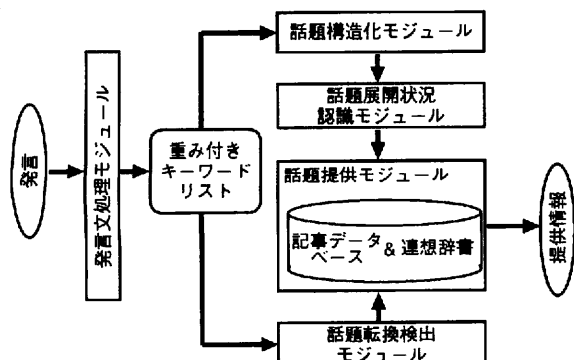 発言
発言文処理モジュール
重み付き
キーワード
リスト
話題構造化モジュール
話題展開状況
認識モジュール
話題提供モジュール
記事データ
ベース & 連想辞書
話題転換検出
モジュール
提供情報